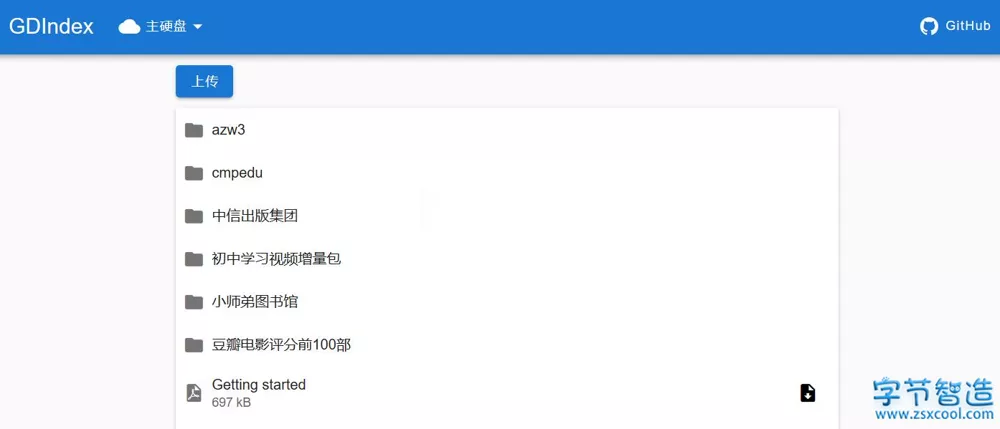 GDIndex 主硬盘 GitHub
上传
azw3
cmpedu
中信出版集团
初中学习视频增量包
小师弟图书馆
豆瓣电影评分前100部
Getting started
697 kB
字节智造
www.zsxcool.com